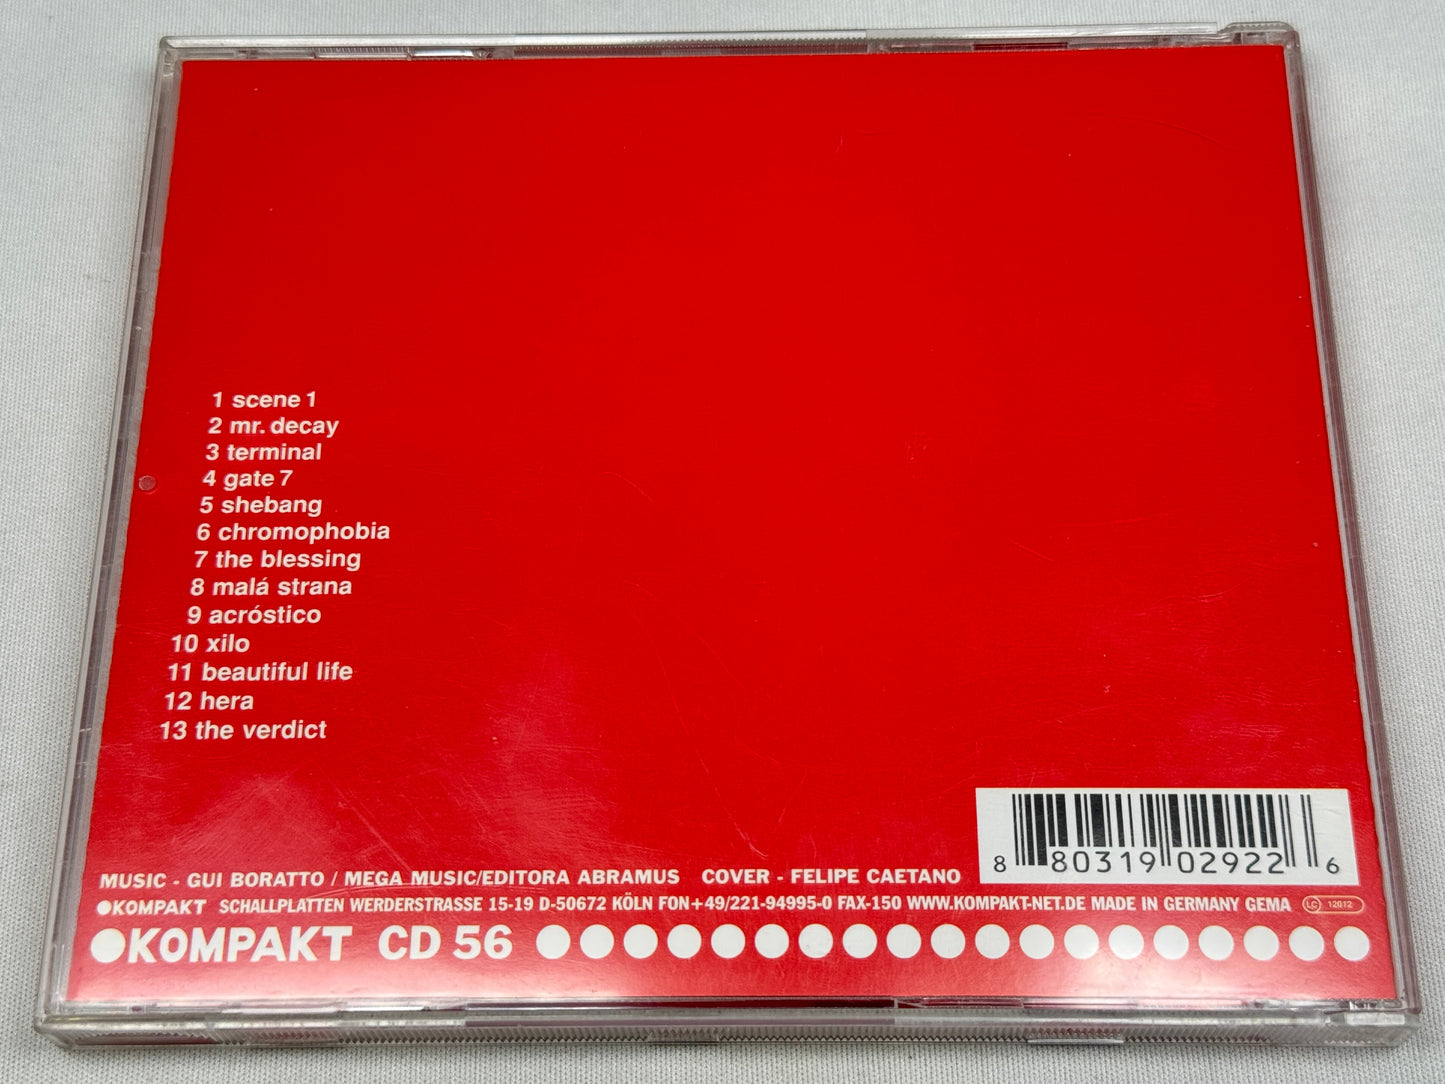 1 scene 1
2 mr. decay
3 terminal
4 gate 7
5 shebang
6 chromophobia
7 the blessing
8 malá strana
9 acróstico
10 xilo
11 beautiful life
12 hera
13 the verdict
8 80319 02922 6
MUSIC - GUI BORATTO / MEGA MUSIC/EDITORA ABRAMUS COVER - FELIPE CAETANO
KOMPAKT SCHALLPLATTEN WERDERSTRASSE 15-19 D-50672 KÖLN FON+49/221-94995-0 FAX-150 WWW.KOMPAKT-NET.DE MADE IN GERMANY GEMA LC 12012
KOMPAKT CD 56